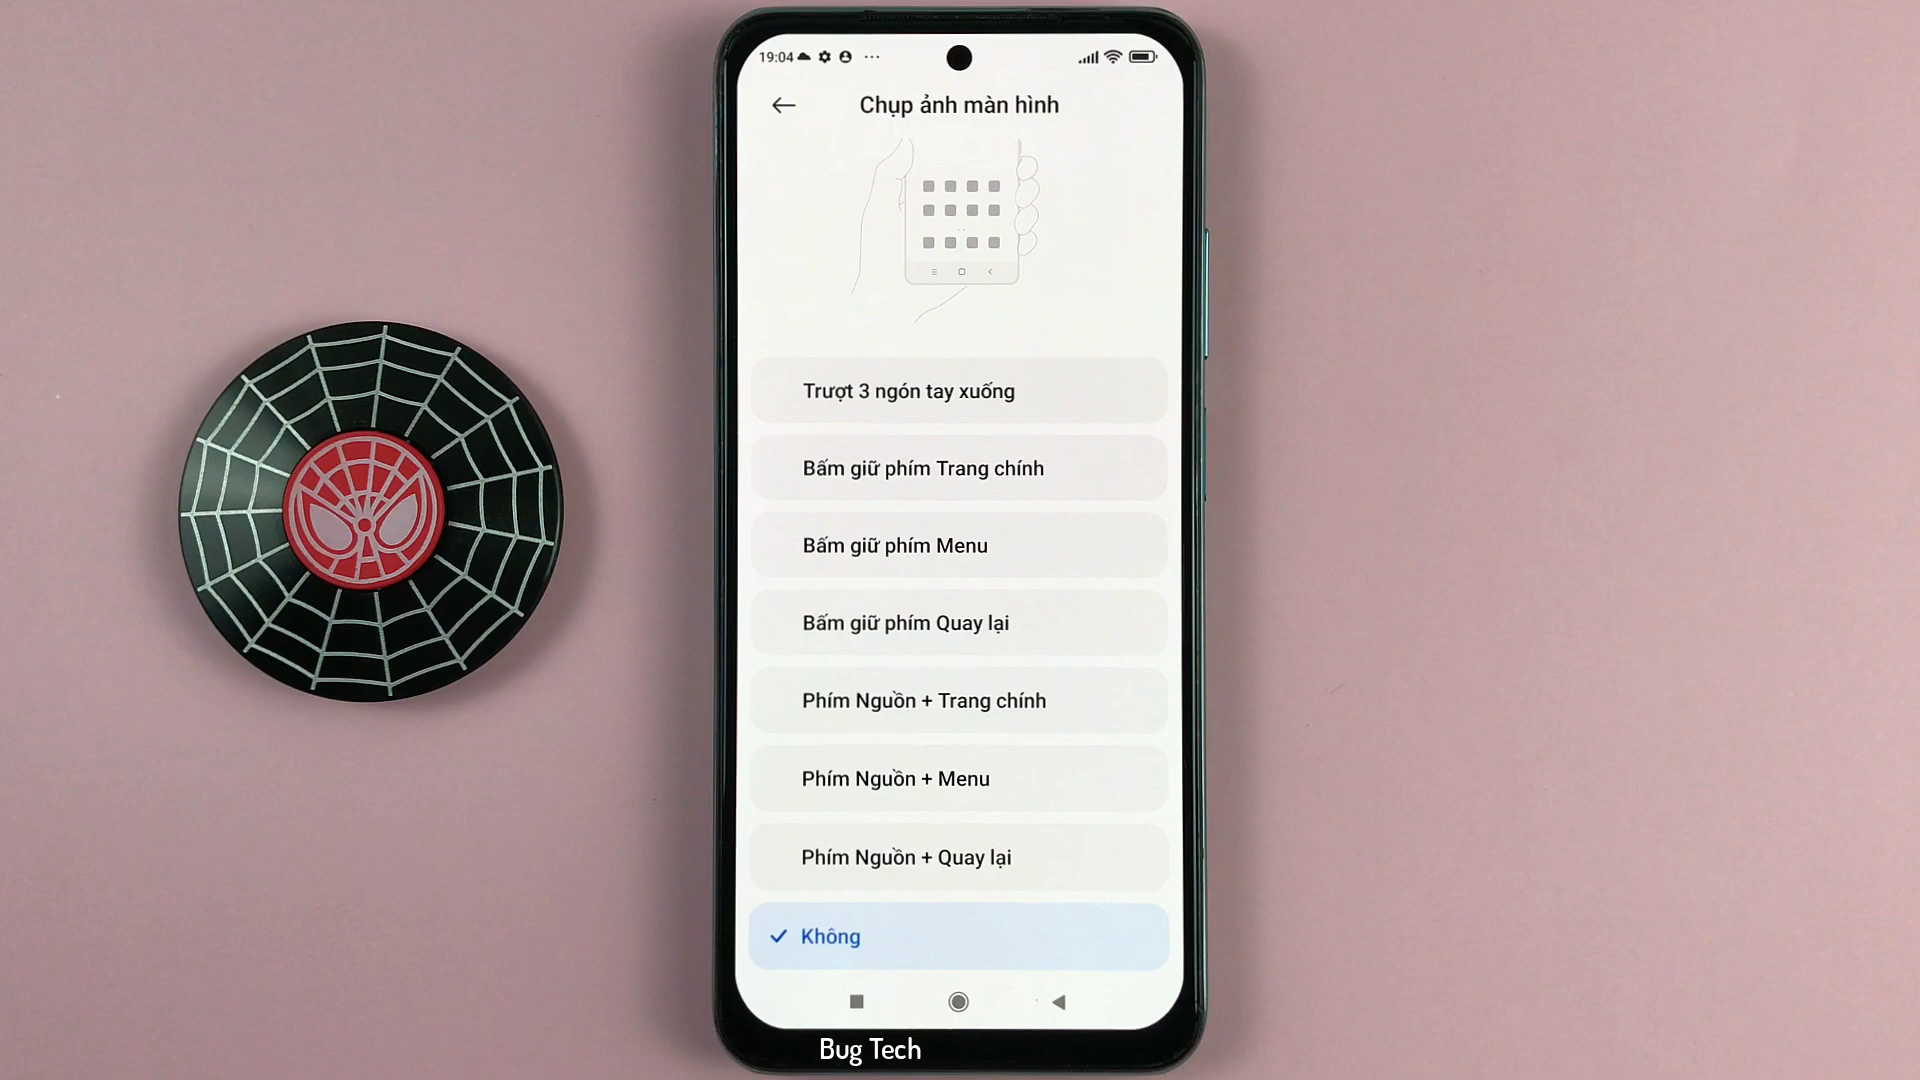 19:04
Chụp ảnh màn hình
Trượt 3 ngón tay xuống
Bấm giữ phím Trang chính
Bấm giữ phím Menu
Bấm giữ phím Quay lại
Phím Nguồn + Trang chính
Phím Nguồn + Menu
Phím Nguồn + Quay lại
Không
Bug Tech